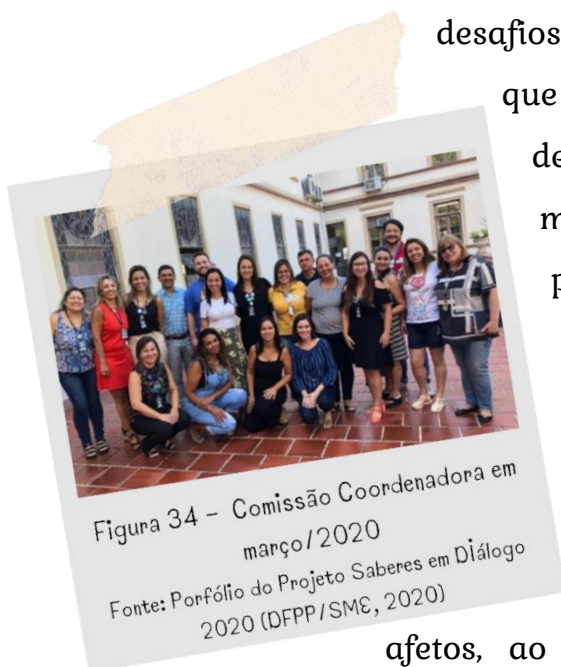 desafios
que
de
m
p
Figura 34 – Comissão Coordenadora em
março/2020
Fonte: Porfólio do Projeto Saberes em Diálogo
2020 (DFPP/SME, 2020)
afetos, ao